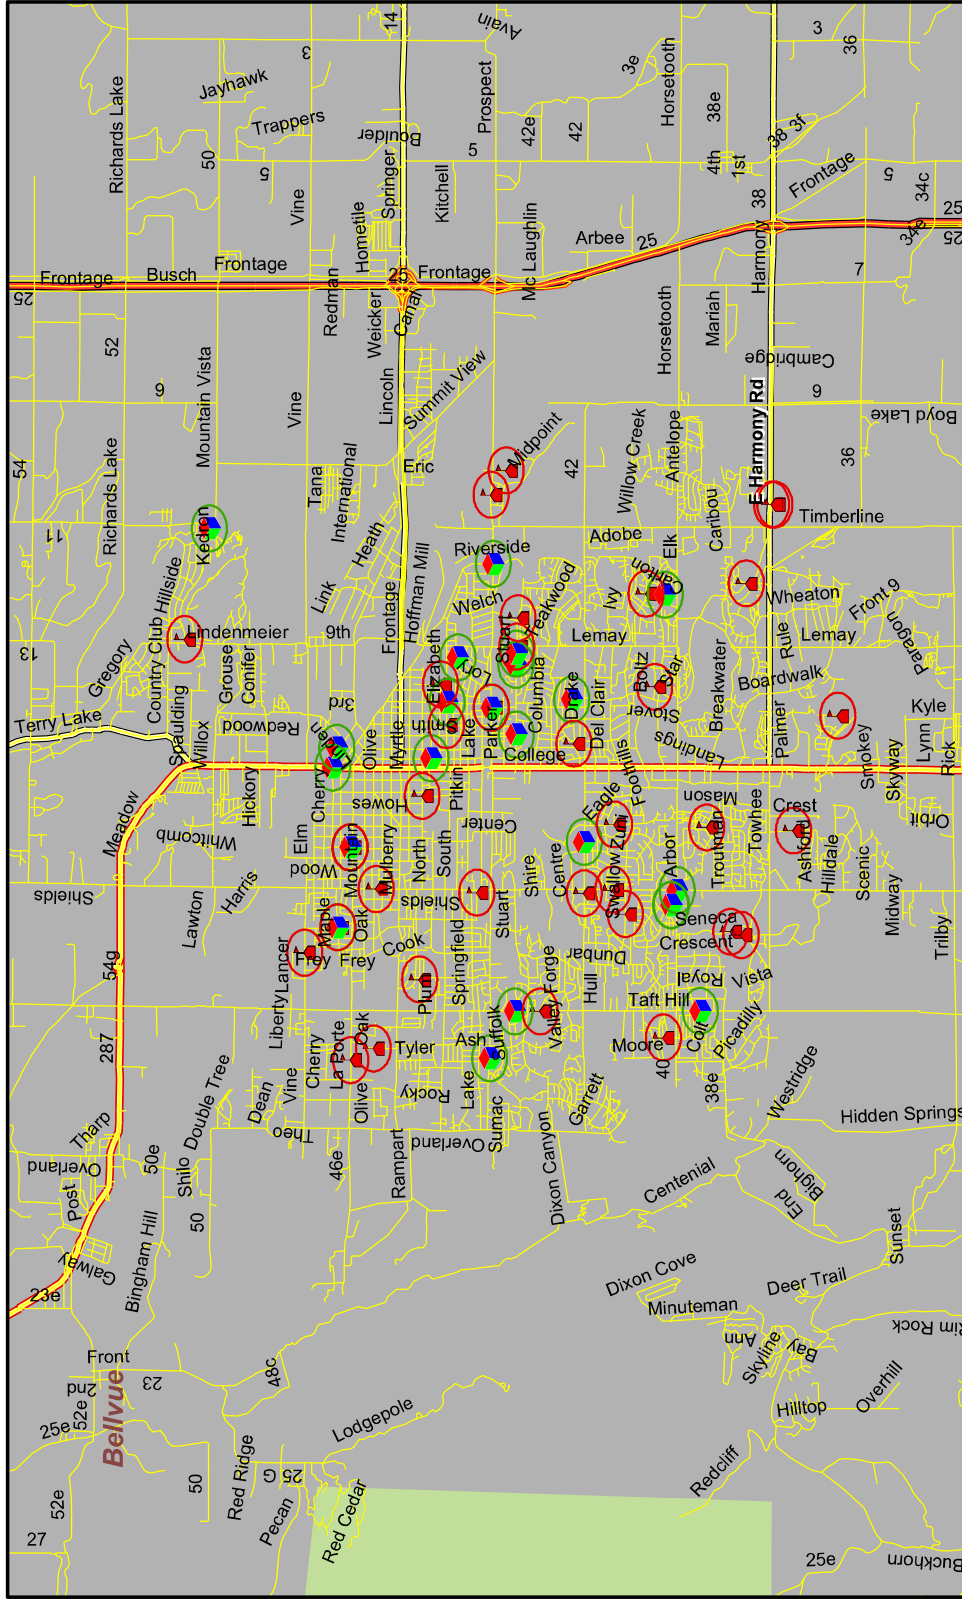 14
Avain
3
3
36
Richards Lake
Jayhawk
3e
Horsetooth
Prospect
38e
Trappers
Boulder
42e
42
38
3f
50
5
5
Springer
Kitchell
4th
1st
Frontage
5
34c
Vine
Hometile
Mc Laughlin
38
25
Arbee
25
34e
25
Frontage
Busch
Frontage
25
Frontage
Harmony
7
25
Redman
Weicker
Canal
Horsetooth
Mariah
52
Mountain Vista
Cambridge
6
Vine
Lincoln
Summit View
9
Boyd Lake
E Harmony Rd
54
Richards Lake
Tana
International
Eric
Midpoint
42
Willow Creek
Antelope
36
11
Kedron
Heath
Hoffman Mill
Riverside
Adobe
Elk
Caribou
Timberline
Hillside
Link
Frontage
Welch
Teakwood
Ivy
Carlton
Wheaton
Front 9
13
Gregory
Country Club
Lindenmeier
9th
Stuart
Lemay
Rule
Lemay
Paragon
Grouse
Conifer
Elizabeth
Lory
Columbia
Boltz
Star
Boardwalk
Terry Lake
Spaulding
Willox
Redwood
3rd
Linden
Olive
Myrtle
Smith
Lake
Parker
Drake
Del Clair
Stover
Breakwater
Landings
Palmer
Kyle
College
Smokey
Skyway
Lynn
Rick
Meadow
Hickory
Cherry
Howes
Pitkin
Foothills
Mason
Towhee
Crest
Orbit
Whitcomb
Elm
Wood
Mountain
Mulberry
North
South
Center
Eagle
Zuni
Arbor
Troutman
Ashford
Hilldale
Scenic
Shields
Lawton
Harris
Maple
Oak
Shields
Stuart
Shire
Centre
Swallow
Seneca
Midway
Trilby
54g
Lancer
Frey
Frey
Cook
Springfield
Dunbar
Crescent
Royal
Vista
287
Liberty
Plum
Suffolk
Valley Forge
Hull
Taft Hill
Colt
Picadilly
Cherry
La Porte
Oak
Tyler
Ash
Moore
40
38e
Westridge
Double Tree
Dean
Vine
Olive
Rocky
Lake
Sumac
Garrett
Hidden Springs
Tharp
Theo
Overland
Dixon Canyon
Overland
50e
Shilo
46e
Rampart
Centenial
Bighorn
End
Post
50
Sunset
Galway
Bingham Hill
23e
Dixon Cove
Deer Trail
Minuteman
Rim Rock
Ann
Skyline
Bay
Front
2nd
23
48c
Bellvue
52e
25e
Lodgepole
Hilltop
Overhill
Red Ridge
25 G
50
Redcliff
52e
Pecan
Red Cedar
27
25e
Buckhorn